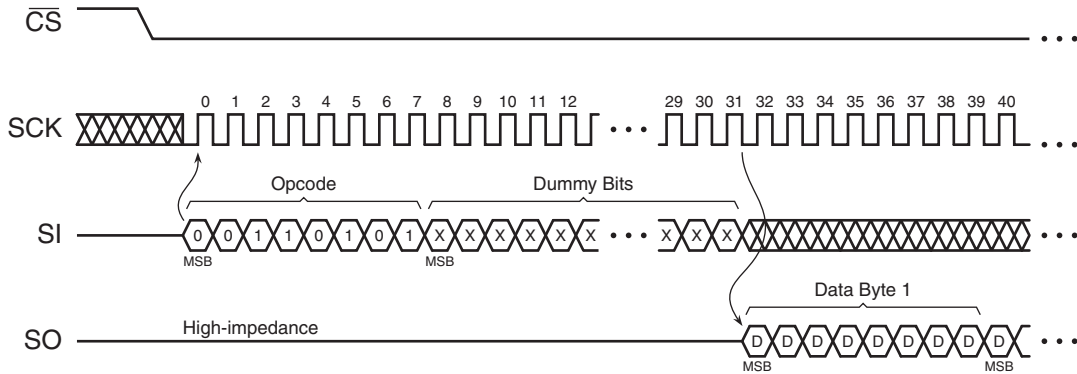 CS
0 1 2 3 4 5 6 7 8 9 10 11 12 29 30 31 32 33 34 35 36 37 38 39 40
SCK
Opcode Dummy Bits
SI 0 0 1 1 0 1 0 1 X X X X X X X X X
MSB MSB
Data Byte 1
High-impedance
SO D D D D D D D D D
MSB MSB